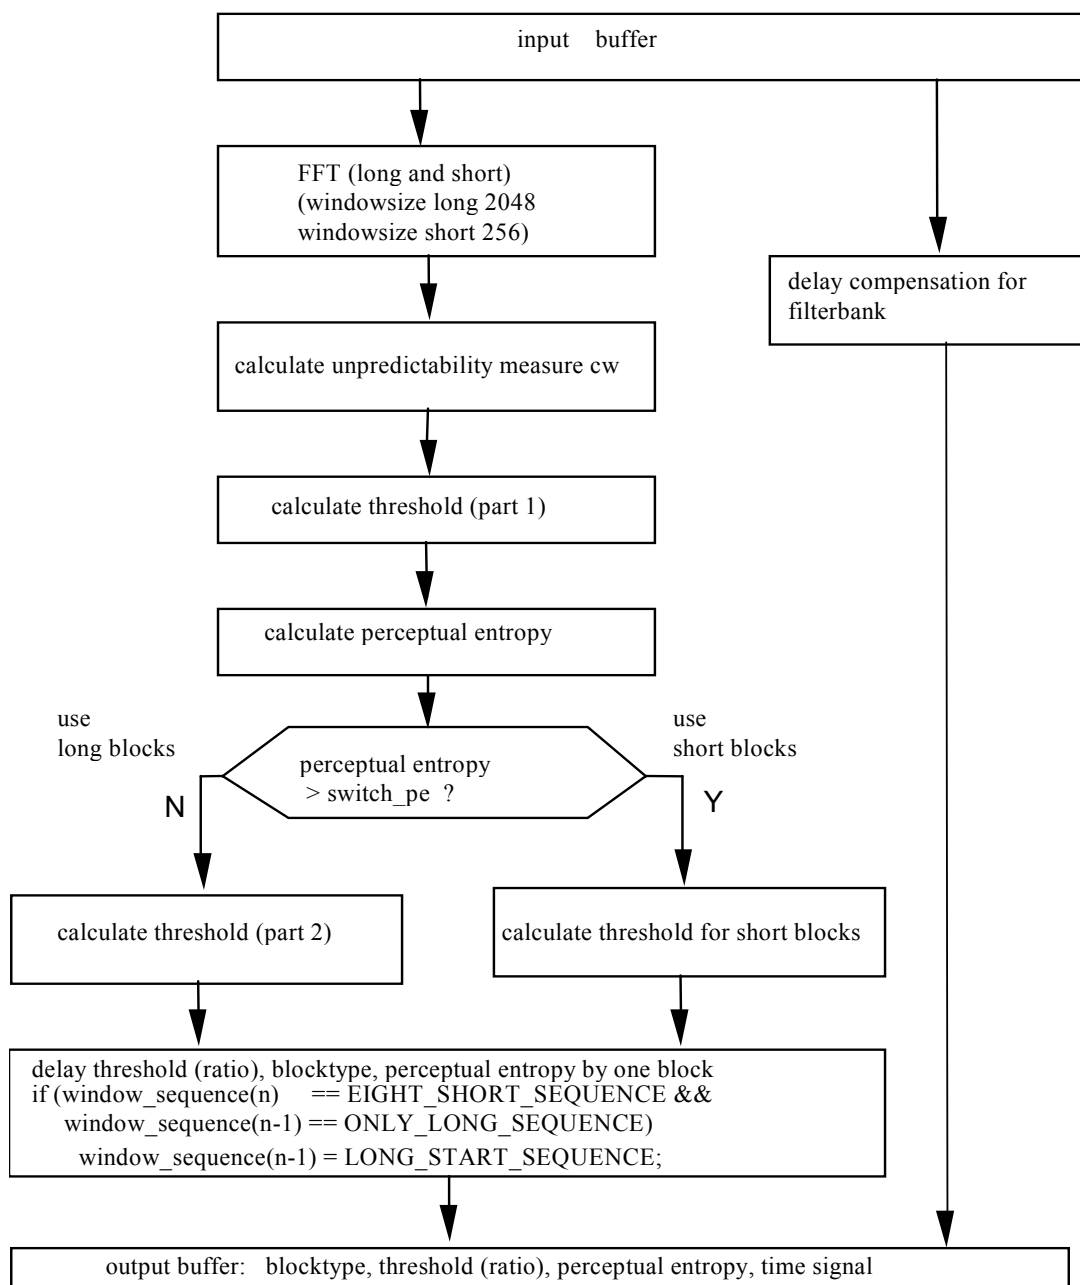 input buffer
FFT (long and short)
(windowsize long 2048
windowsize short 256)
delay compensation for
filterbank
calculate unpredictability measure cw
calculate threshold (part 1)
calculate perceptual entropy
use
long blocks
use
short blocks
perceptual entropy
> switch_pe ?
N
Y
calculate threshold (part 2)
calculate threshold for short blocks
delay threshold (ratio), blocktype, perceptual entropy by one block
if (window_sequence(n) == EIGHT_SHORT_SEQUENCE &&
window_sequence(n-1) == ONLY_LONG_SEQUENCE)
window_sequence(n-1) = LONG_START_SEQUENCE;
output buffer: blocktype, threshold (ratio), perceptual entropy, time signal